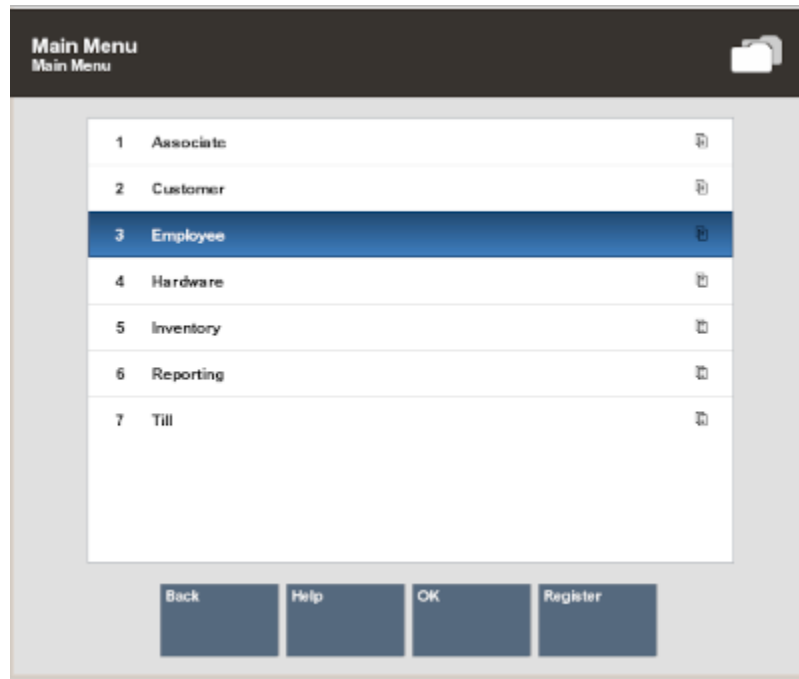 Main Menu
Main Menu
1 Associate
2 Customer
3 Employee
4 Hardware
5 Inventory
6 Reporting
7 Till
Back Help OK Register